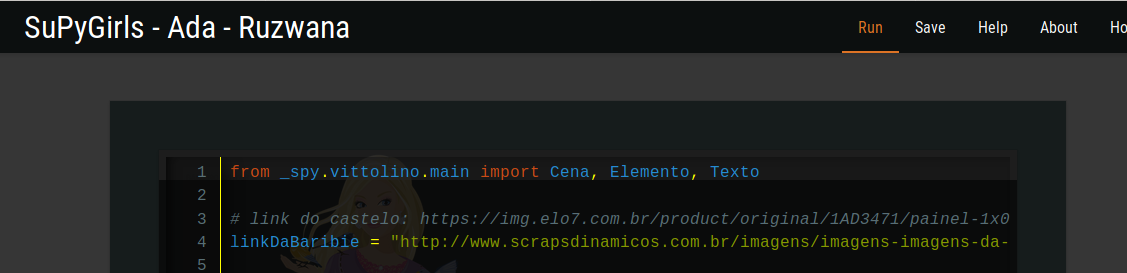 SuPyGirls - Ada - Ruzwana
Run Save Help About
1 from _spy.vittolino.main import Cena, Elemento, Texto
2
3 # link do castelo: https://img.elo7.com.br/product/original/1AD3471/painel-1x0
4 linkDaBaribie = "http://www.scrapsdinamicos.com.br/imagens/imagens-imagens-da-
5